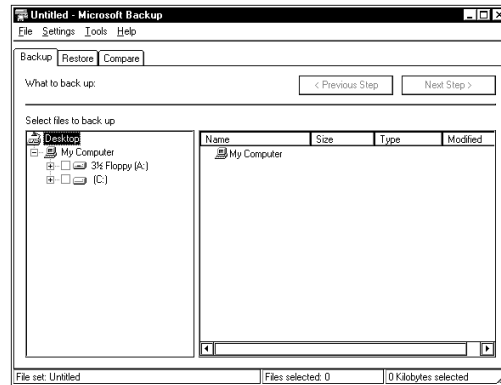 Untitled - Microsoft Backup
File Settings Tools Help
Backup Restore Compare
What to back up:
< Previous Step Next Step >
Select files to back up
Desktop
My Computer
3½ Floppy (A:)
(C:)
Name Size Type Modified
My Computer
File set: Untitled Files selected: 0 0 Kilobytes selected